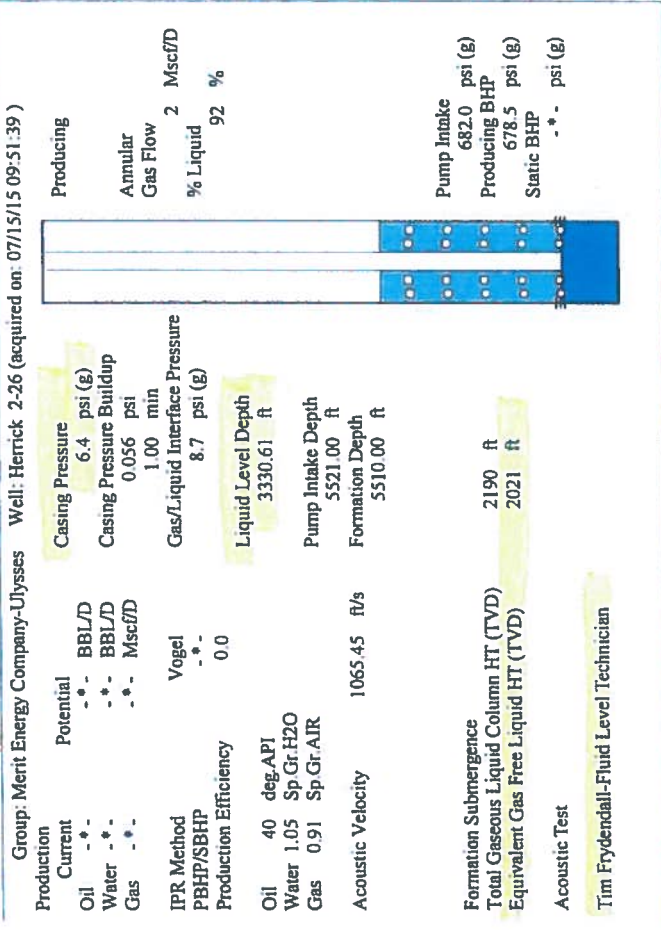 Group: Merit Energy Company-Ulysses Well: Herrick 2-26 (acquired on: 07/15/15 09:51:39 )
Production
Current Potential
Oil - * - - * - BBL/D
Water - * - - * - BBL/D
Gas - * - - * - Mscf/D
IPR Method Vogel
PBHP/SBHP - * -
Production Efficiency 0.0
Oil 40 deg.API
Water 1.05 Sp.Gr.H2O
Gas 0.91 Sp.Gr.AIR
Acoustic Velocity 1065.45 ft/s
Formation Submergence
Total Gaseous Liquid Column HT (TVD) 2190 ft
Equivalent Gas Free Liquid HT (TVD) 2021 ft
Acoustic Test
Tim Frydendall-Fluid Level Technician
Casing Pressure
6.4 psi (g)
Casing Pressure Buildup
0.056 psi
1.00 min
Gas/Liquid Interface Pressure
8.7 psi (g)
Liquid Level Depth
3330.61 ft
Pump Intake Depth
5521.00 ft
Formation Depth
5510.00 ft
Producing
Annular
Gas Flow
2 Mscf/D
% Liquid
92 %
Pump Intake
682.0 psi (g)
Producing BHP
678.5 psi (g)
Static BHP
- * - psi (g)